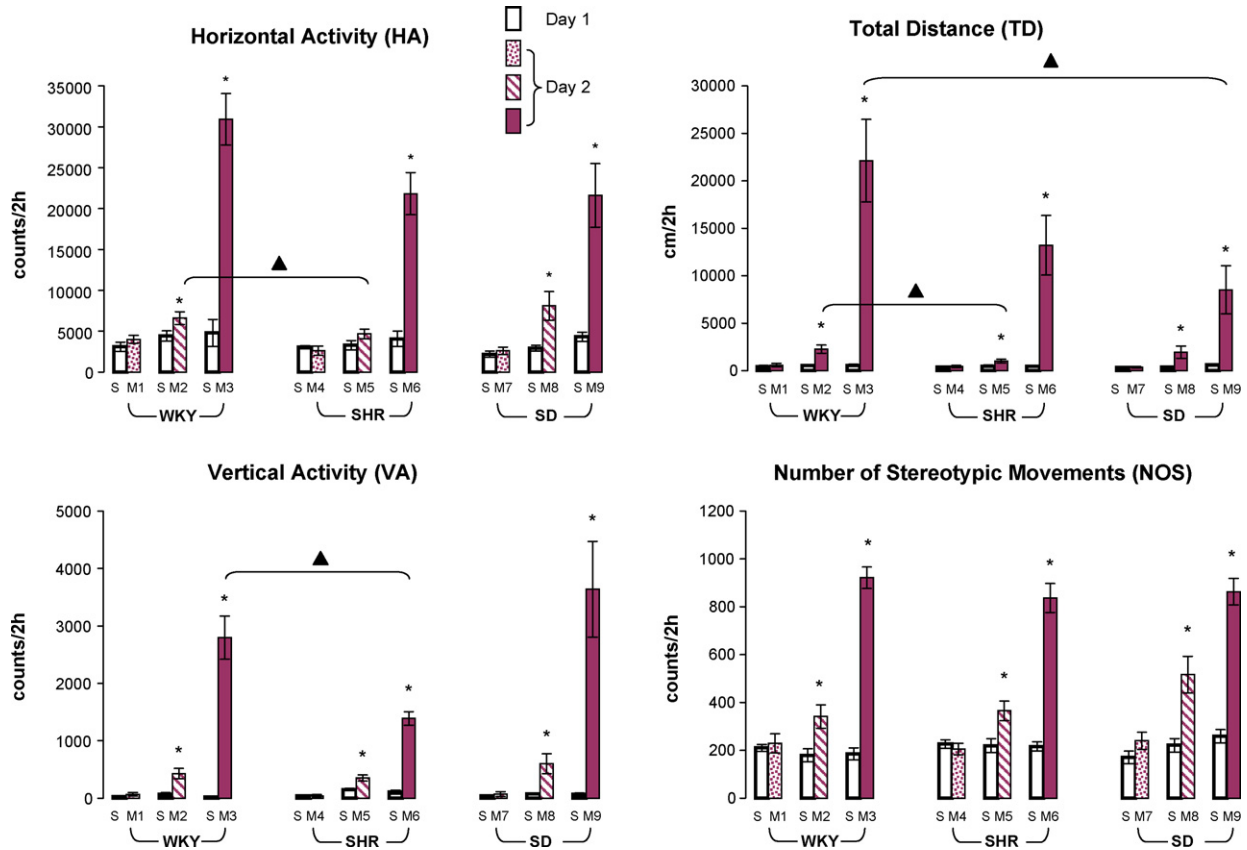 Day 1
Day 2
Horizontal Activity (HA)
counts/2h
35000
30000
25000
20000
15000
10000
5000
0
* * * * *
▲
S M1 S M2 S M3 S M4 S M5 S M6 S M7 S M8 S M9
WKY SHR SD
Total Distance (TD)
cm/2h
30000
25000
20000
15000
10000
5000
0
▲
* * * * * *
▲
S M1 S M2 S M3 S M4 S M5 S M6 S M7 S M8 S M9
WKY SHR SD
Vertical Activity (VA)
counts/2h
5000
4000
3000
2000
1000
0
* * * * * *
▲
S M1 S M2 S M3 S M4 S M5 S M6 S M7 S M8 S M9
WKY SHR SD
Number of Stereotypic Movements (NOS)
counts/2h
1200
1000
800
600
400
200
0
* * * * * *
S M1 S M2 S M3 S M4 S M5 S M6 S M7 S M8 S M9
WKY SHR SD